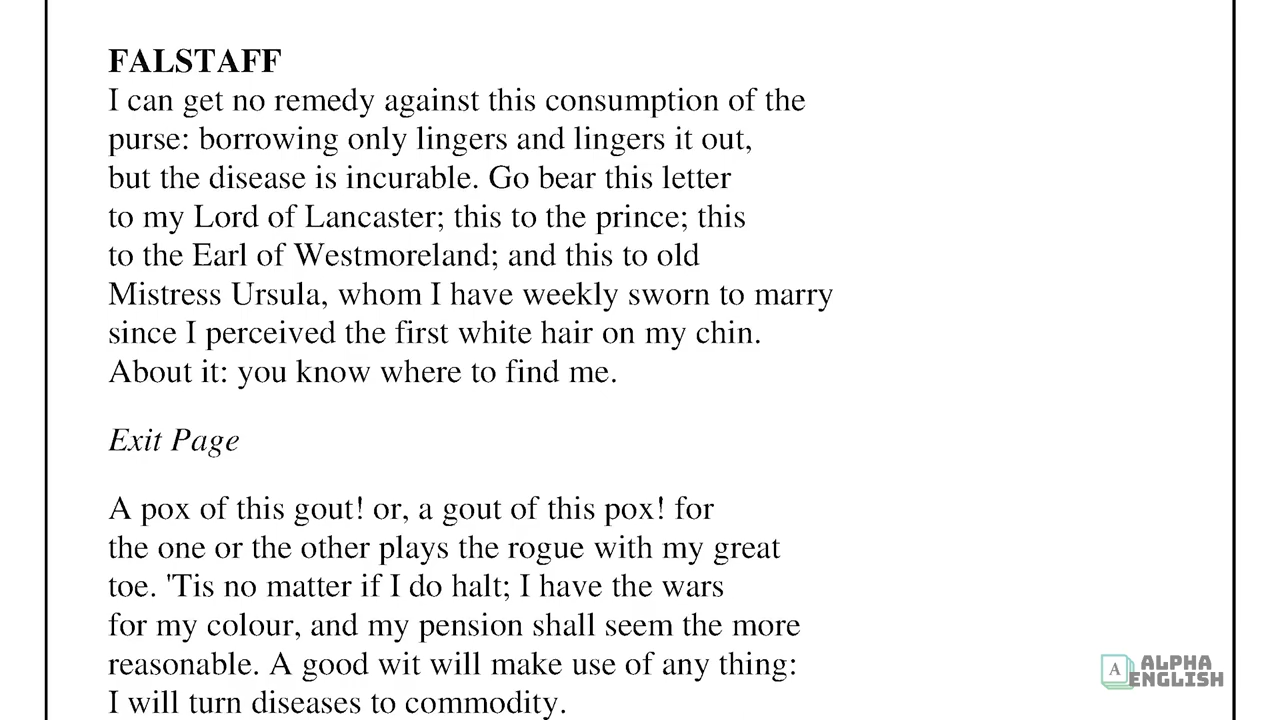 FALSTAFF
I can get no remedy against this consumption of the
purse: borrowing only lingers and lingers it out,
but the disease is incurable. Go bear this letter
to my Lord of Lancaster; this to the prince; this
to the Earl of Westmoreland; and this to old
Mistress Ursula, whom I have weekly sworn to marry
since I perceived the first white hair on my chin.
About it: you know where to find me.
Exit Page
A pox of this gout! or, a gout of this pox! for
the one or the other plays the rogue with my great
toe. 'Tis no matter if I do halt; I have the wars
for my colour, and my pension shall seem the more
reasonable. A good wit will make use of any thing:
I will turn diseases to commodity.
A ALPHA
ENGLISH